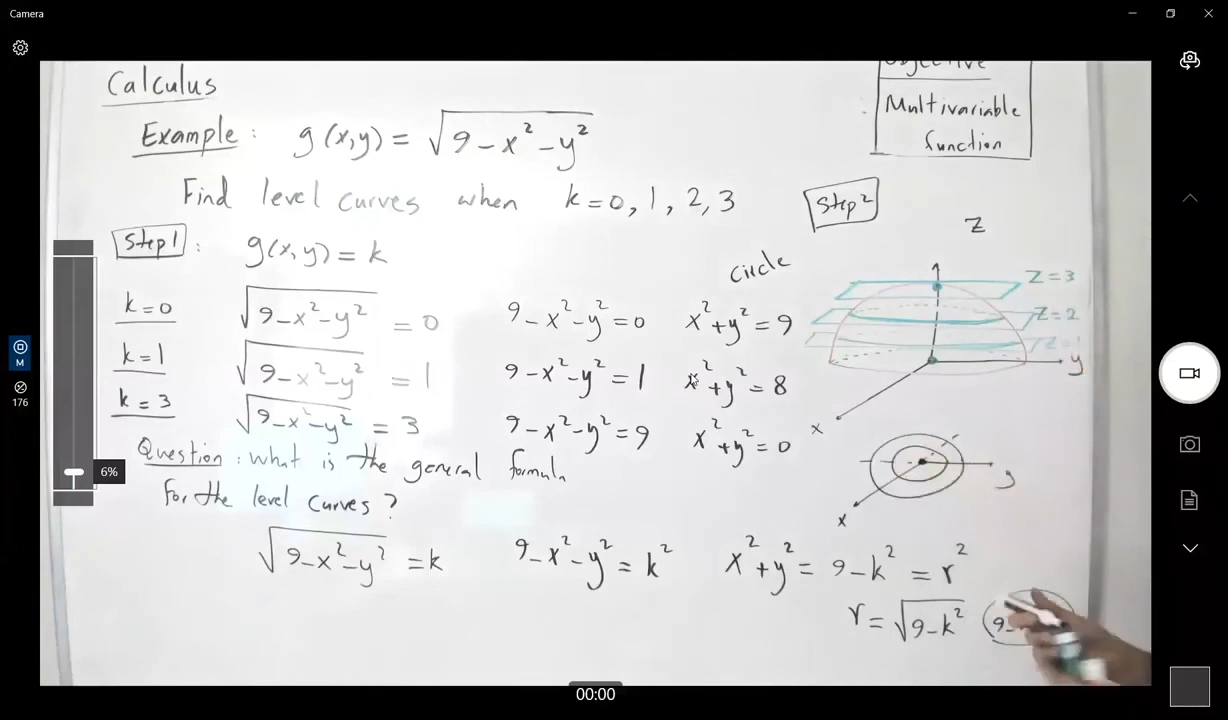 Camera
Calculus
Objective
Multivariable
function
Example : g(x,y) = √(9-x²-y²)
Find level curves when k=0, 1, 2, 3
Step 2
Step 1 : g(x,y) = k
Z
circle
Z=3
Z=2
y
x
k=0 √(9-x²-y²) = 0 9-x²-y²=0 x²+y²=9
k=1 √(9-x²-y²) = 1 9-x²-y²=1 x²+y²=8
k=3 √(9-x²-y²) = 3 9-x²-y²=9 x²+y²=0
Question : what is the general formula
for the level curves ?
y
x
√(9-x²-y²) = k 9-x²-y²=k² x²+y² = 9-k² = r²
r = √(9-k²) 9-
M
176
6%
00:00